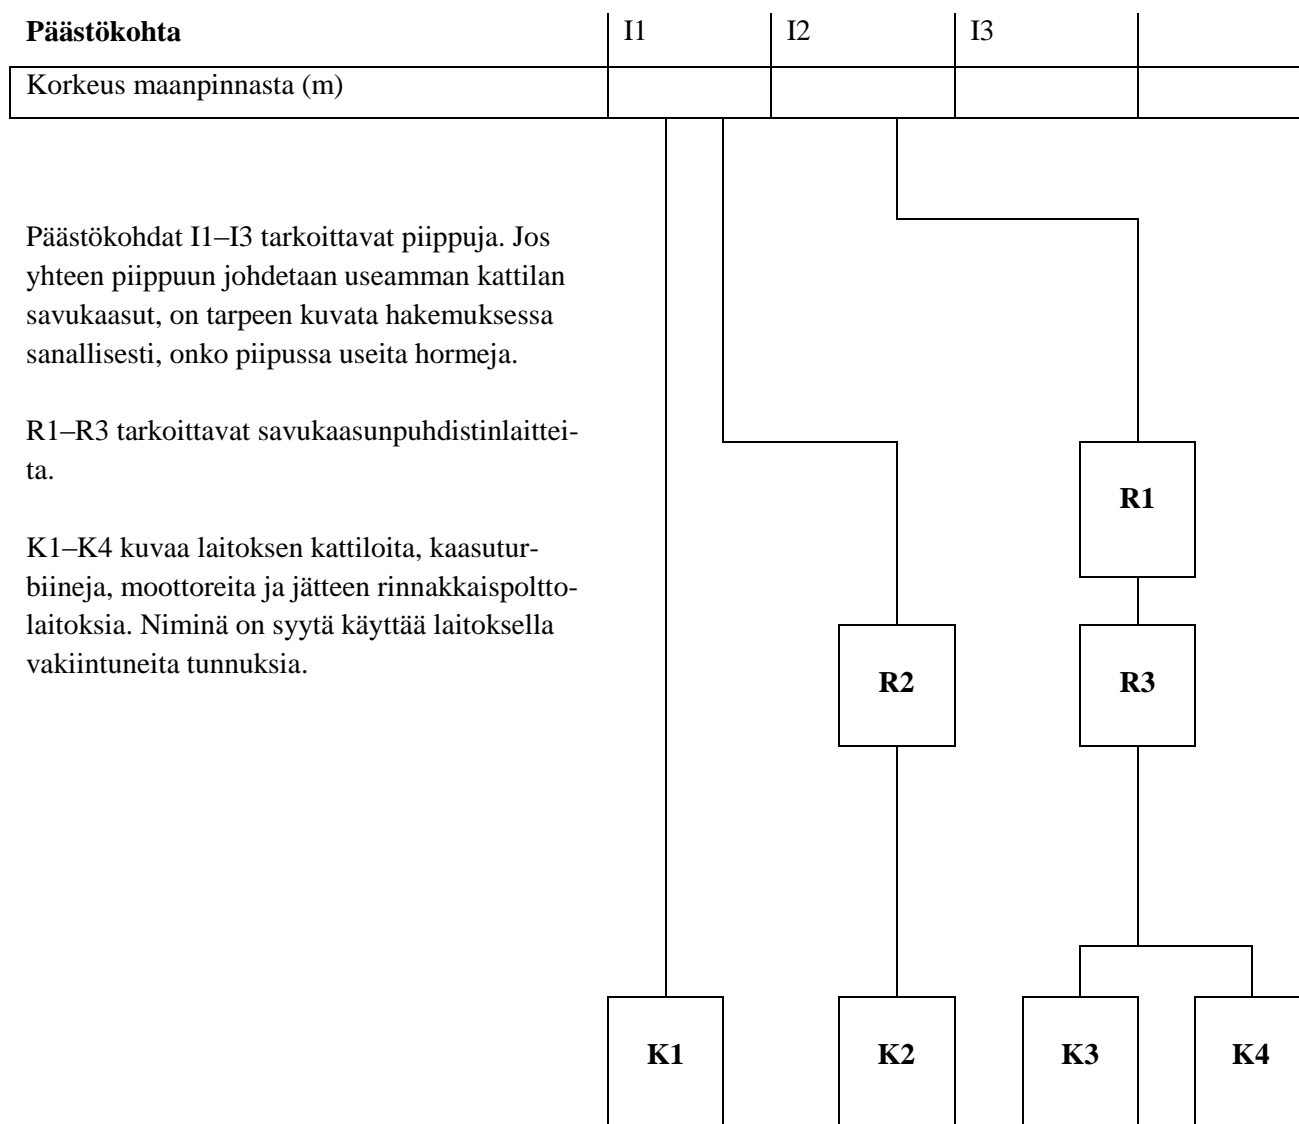 Päästökohta I1 I2 I3
Korkeus maanpinnasta (m)
Päästökohdat I1–I3 tarkoittavat piippuja. Jos
yhteen piippuun johdetaan useamman kattilan
savukaasut, on tarpeen kuvata hakemuksessa
sanallisesti, onko piipussa useita hormeja.
R1–R3 tarkoittavat savukaasunpuhdistinlaittei-
ta.
K1–K4 kuvaa laitoksen kattiloita, kaasutur-
biineja, moottoreita ja jätteen rinnakkaispoltto-
laitoksia. Niminä on syytä käyttää laitoksella
vakiintuneita tunnuksia.
R1
R2 R3
K1 K2 K3 K4